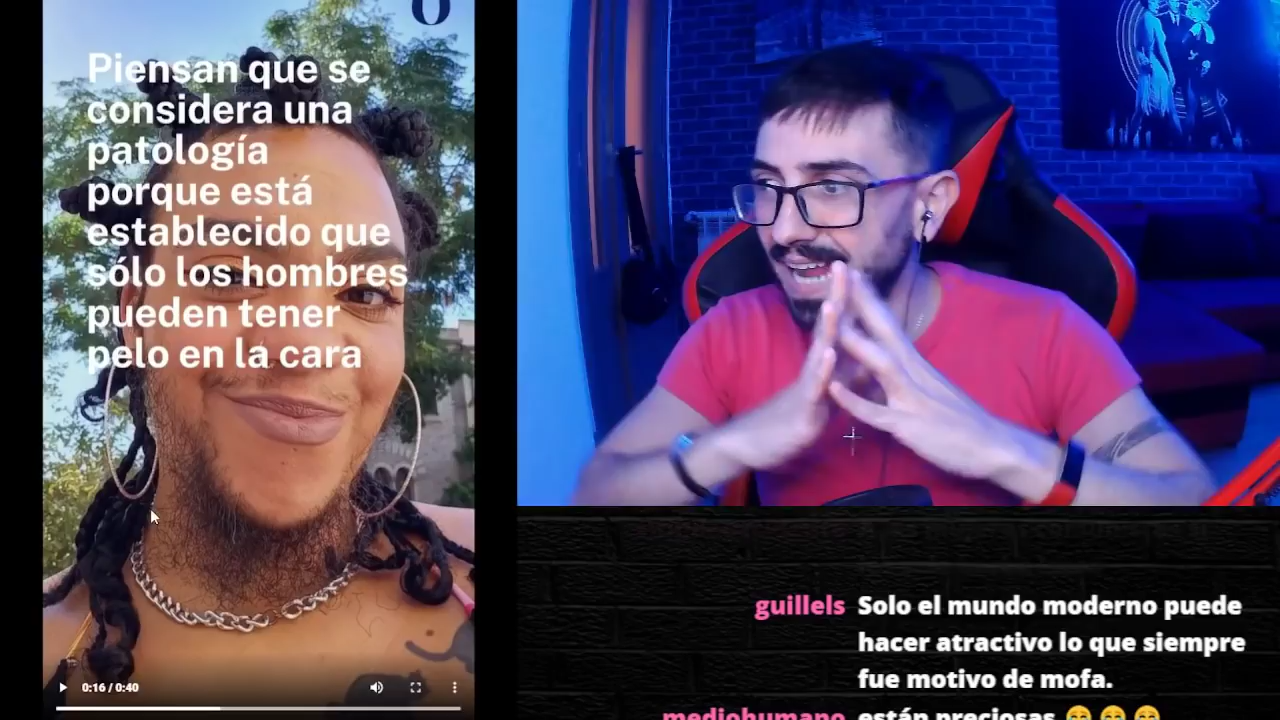 o
Piensan que se
considera una
patología
porque está
establecido que
sólo los hombres
pueden tener
pelo en la cara
0:16 / 0:40
guillels Solo el mundo moderno puede
hacer atractivo lo que siempre
fue motivo de mofa.
mediohumano están preciosas 😁😁😁